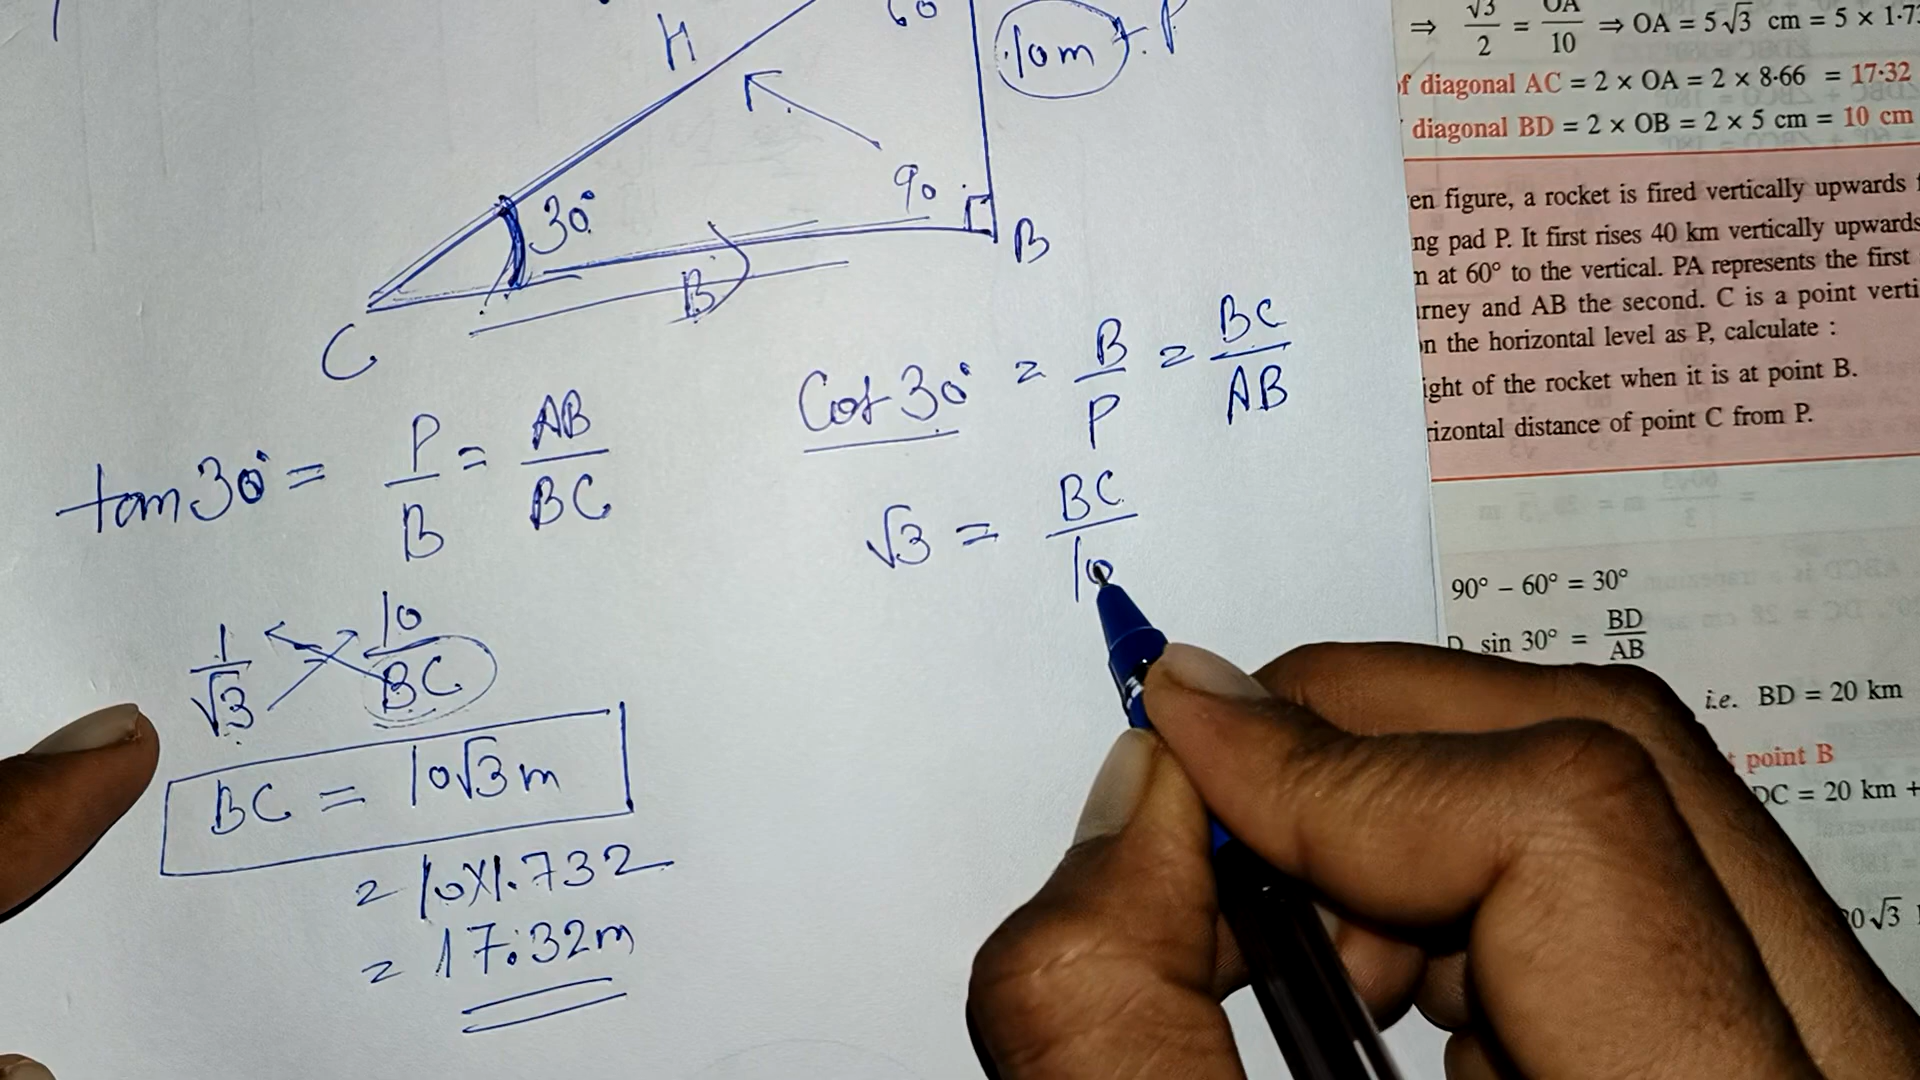 H
60
10m
P
90
30°
B
B
C
tan 30° = P/B = AB/BC
1/√3 10/BC
BC = 10√3 m
= 10×1.732
= 17.32m
Cot 30° = B/P = BC/AB
√3 = BC/10
⇒ √3/2 = OA/10 ⇒ OA = 5√3 cm = 5 × 1·7
diagonal AC = 2 × OA = 2 × 8·66 = 17·32
diagonal BD = 2 × OB = 2 × 5 cm = 10 cm
figure, a rocket is fired vertically upwards
pad P. It first rises 40 km vertically upwards
at 60° to the vertical. PA represents the first
and AB the second. C is a point verti
the horizontal level as P, calculate :
of the rocket when it is at point B.
distance of point C from P.
90° – 60° = 30°
sin 30° = BD/AB
i.e. BD = 20 km
point B
DC = 20 km +
0√3